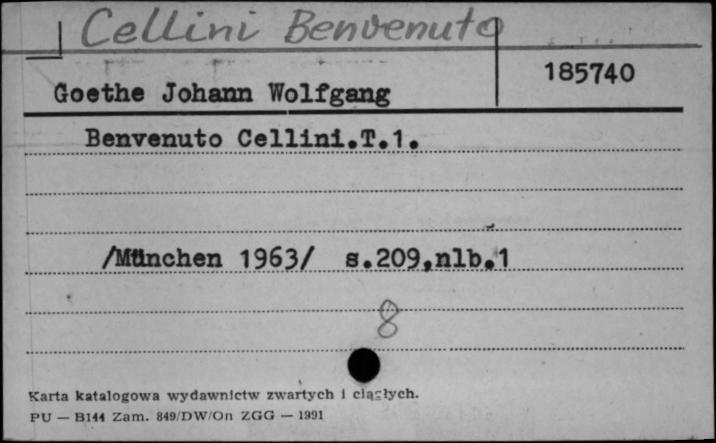 Cellini Benvenuto
185740
Goethe Johann Wolfgang
Benvenuto Cellini.T.1.
/München 1963/ s.209,nlb.1
8
Karta katalogowa wydawnictw zwartych i ciągłych.
PU — B144 Zam. 849/DW/On ZGG — 1991